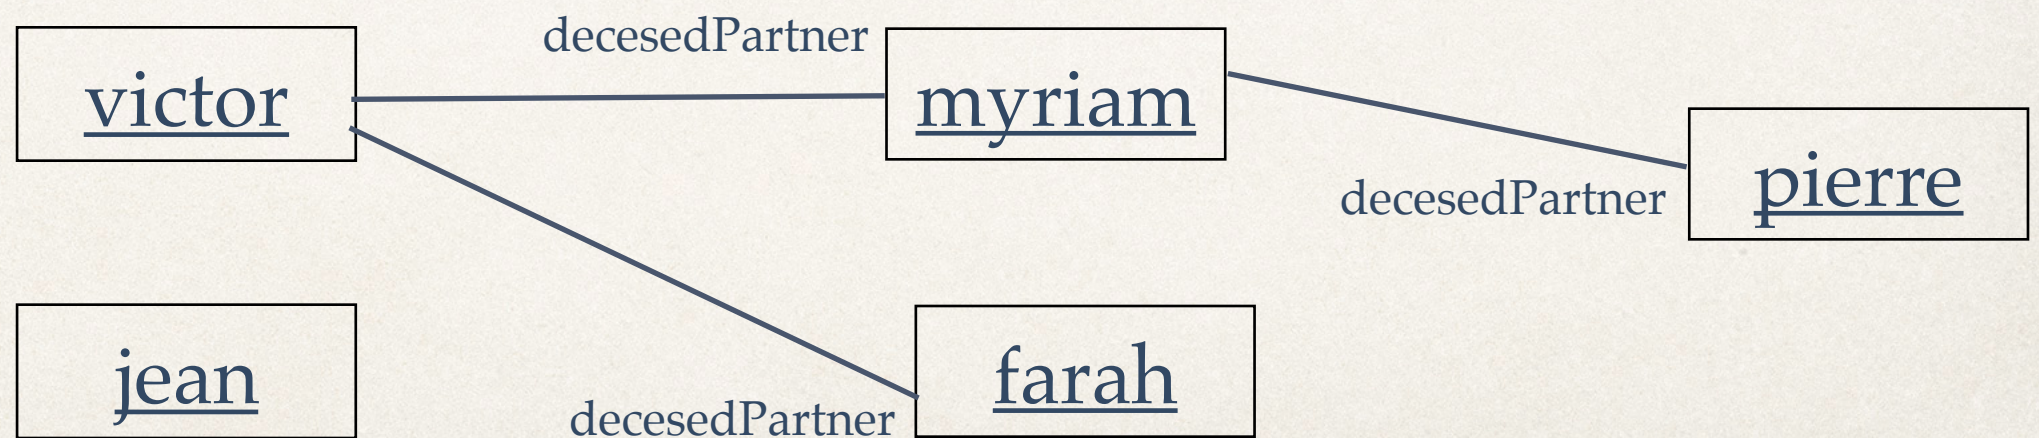 decesedPartner
victor
myriam
pierre
decesedPartner
jean
farah
decesedPartner